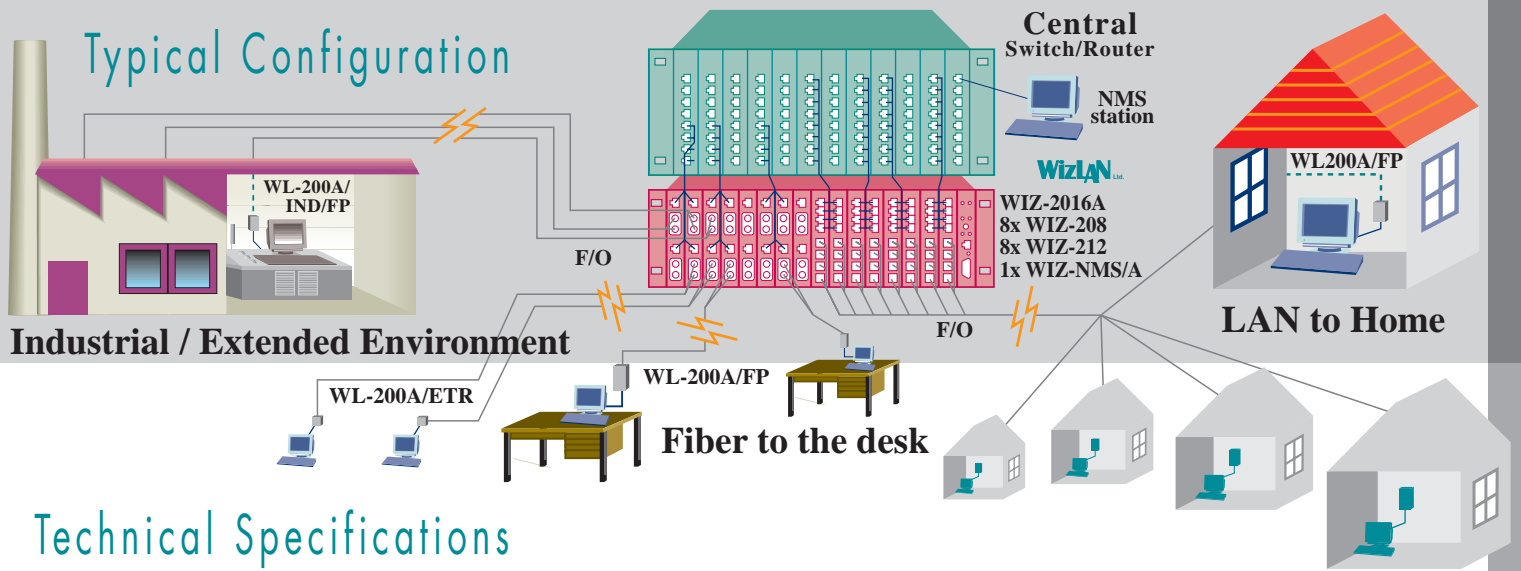 Typical Configuration
Central
Switch/Router
NMS
station
WizLAN Ltd.
WL-200A/
IND/FP
WL200A/FP
WIZ-2016A
8x WIZ-208
8x WIZ-212
1x WIZ-NMS/A
F/O
F/O
Industrial / Extended Environment
LAN to Home
WL-200A/ETR
WL-200A/FP
Fiber to the desk
Technical Specifications